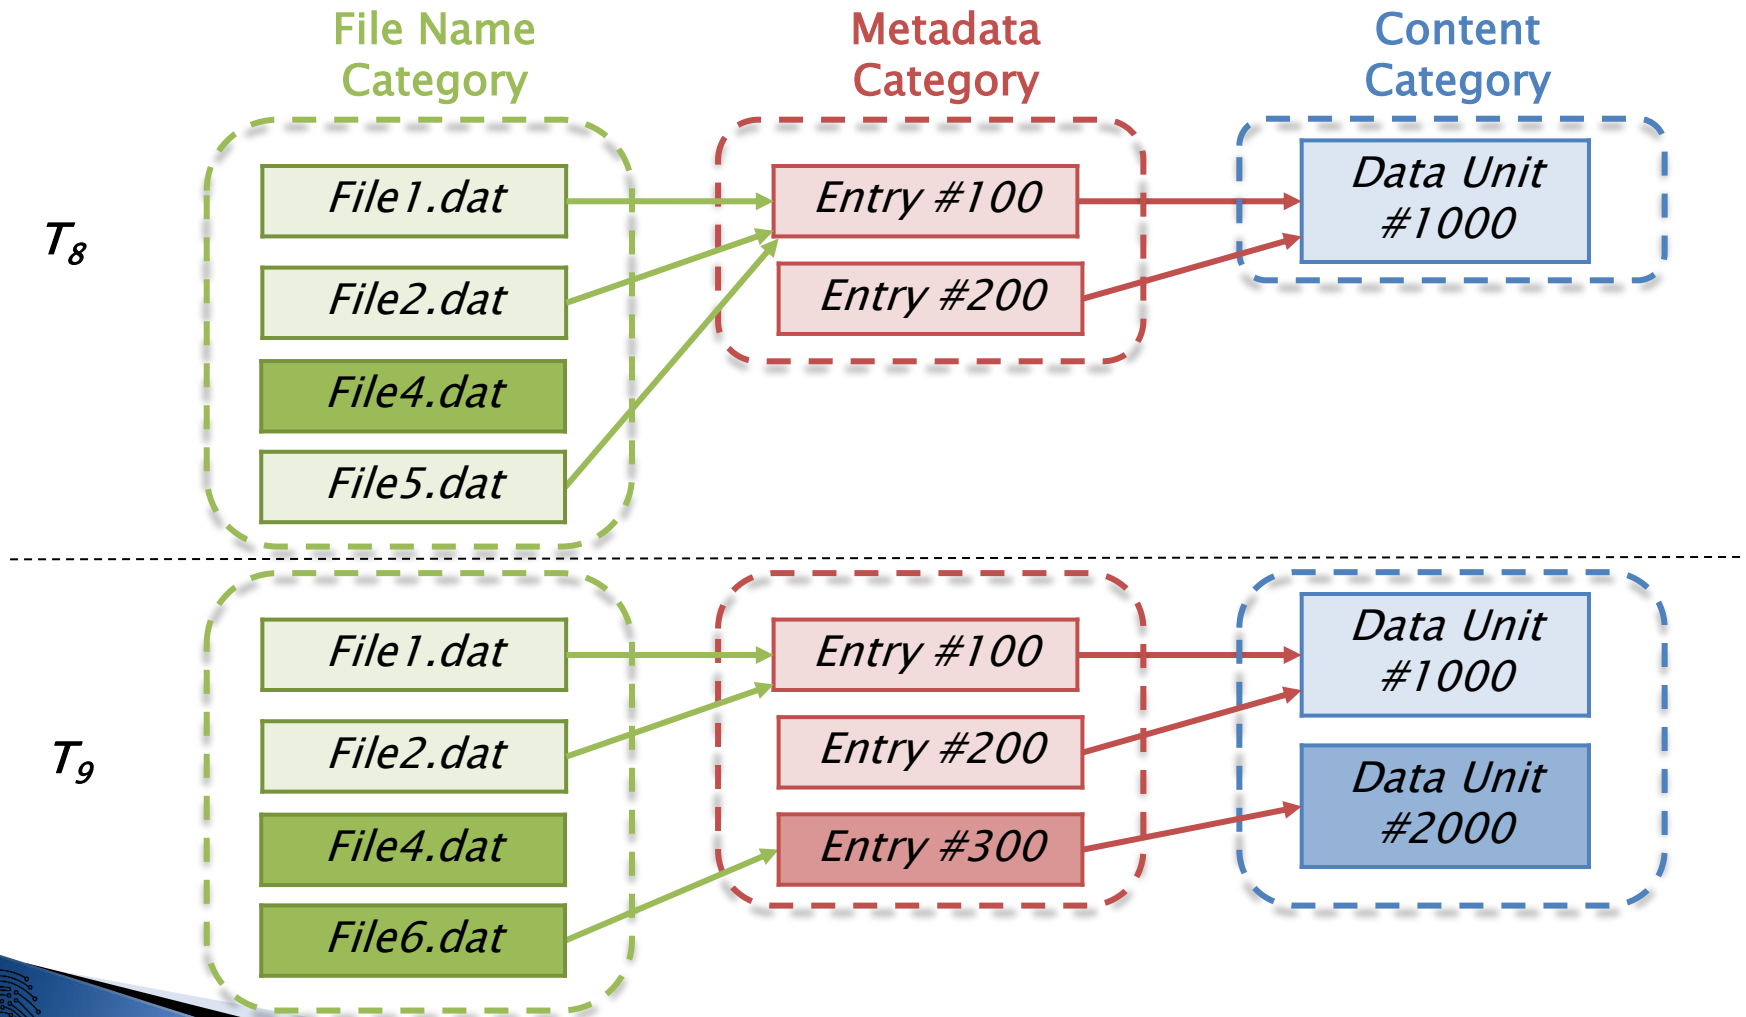 File Name
Category
Metadata
Category
Content
Category
T8
File1.dat
File2.dat
File4.dat
File5.dat
Entry #100
Entry #200
Data Unit
#1000
T9
File1.dat
File2.dat
File4.dat
File6.dat
Entry #100
Entry #200
Entry #300
Data Unit
#1000
Data Unit
#2000